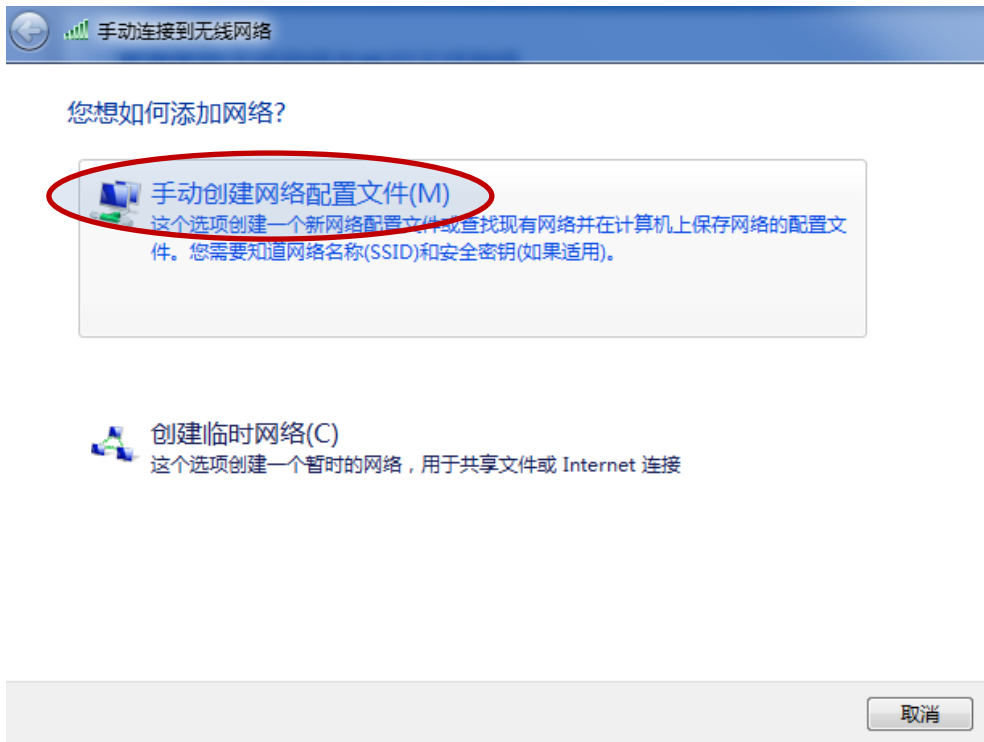 手动连接到无线网络
您想如何添加网络?
手动创建网络配置文件(M)
这个选项创建一个新网络配置文件或查找现有网络并在计算机上保存网络的配置文
件。您需要知道网络名称(SSID)和安全密钥(如果适用)。
创建临时网络(C)
这个选项创建一个暂时的网络，用于共享文件或 Internet 连接
取消